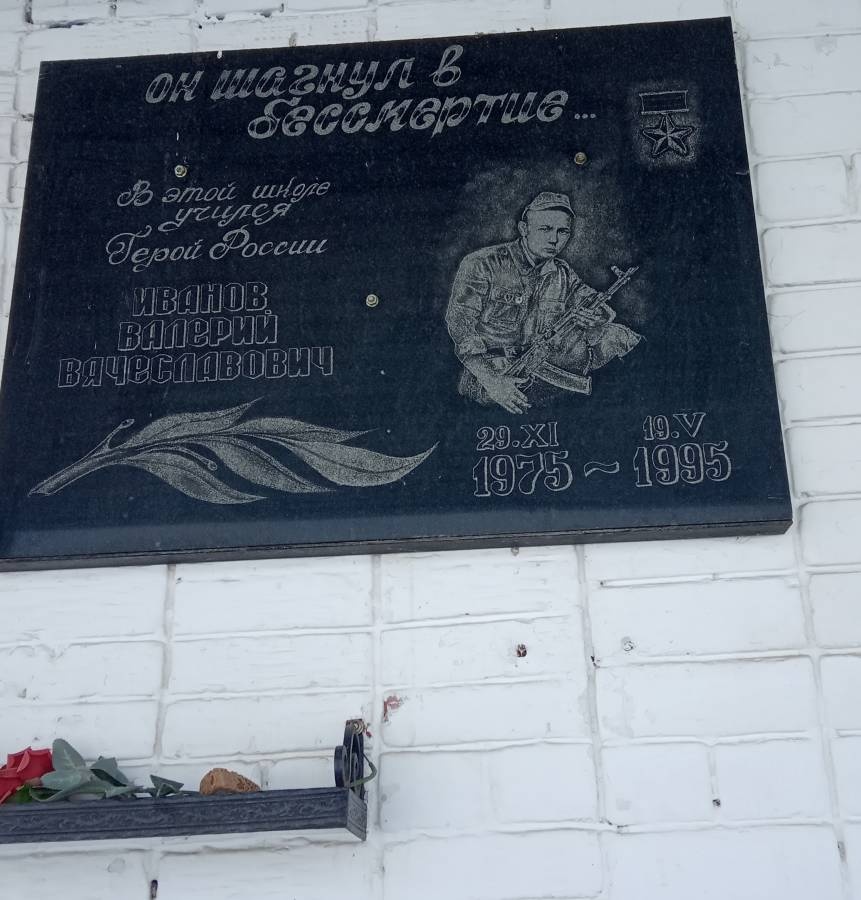 он шагнул в
бессмертие...
В этой школе
учился
Герой России
ИВАНОВ
ВАЛЕРИЙ
ВЯЧЕСЛАВОВИЧ
29.XI 19.V
1975 ~ 1995